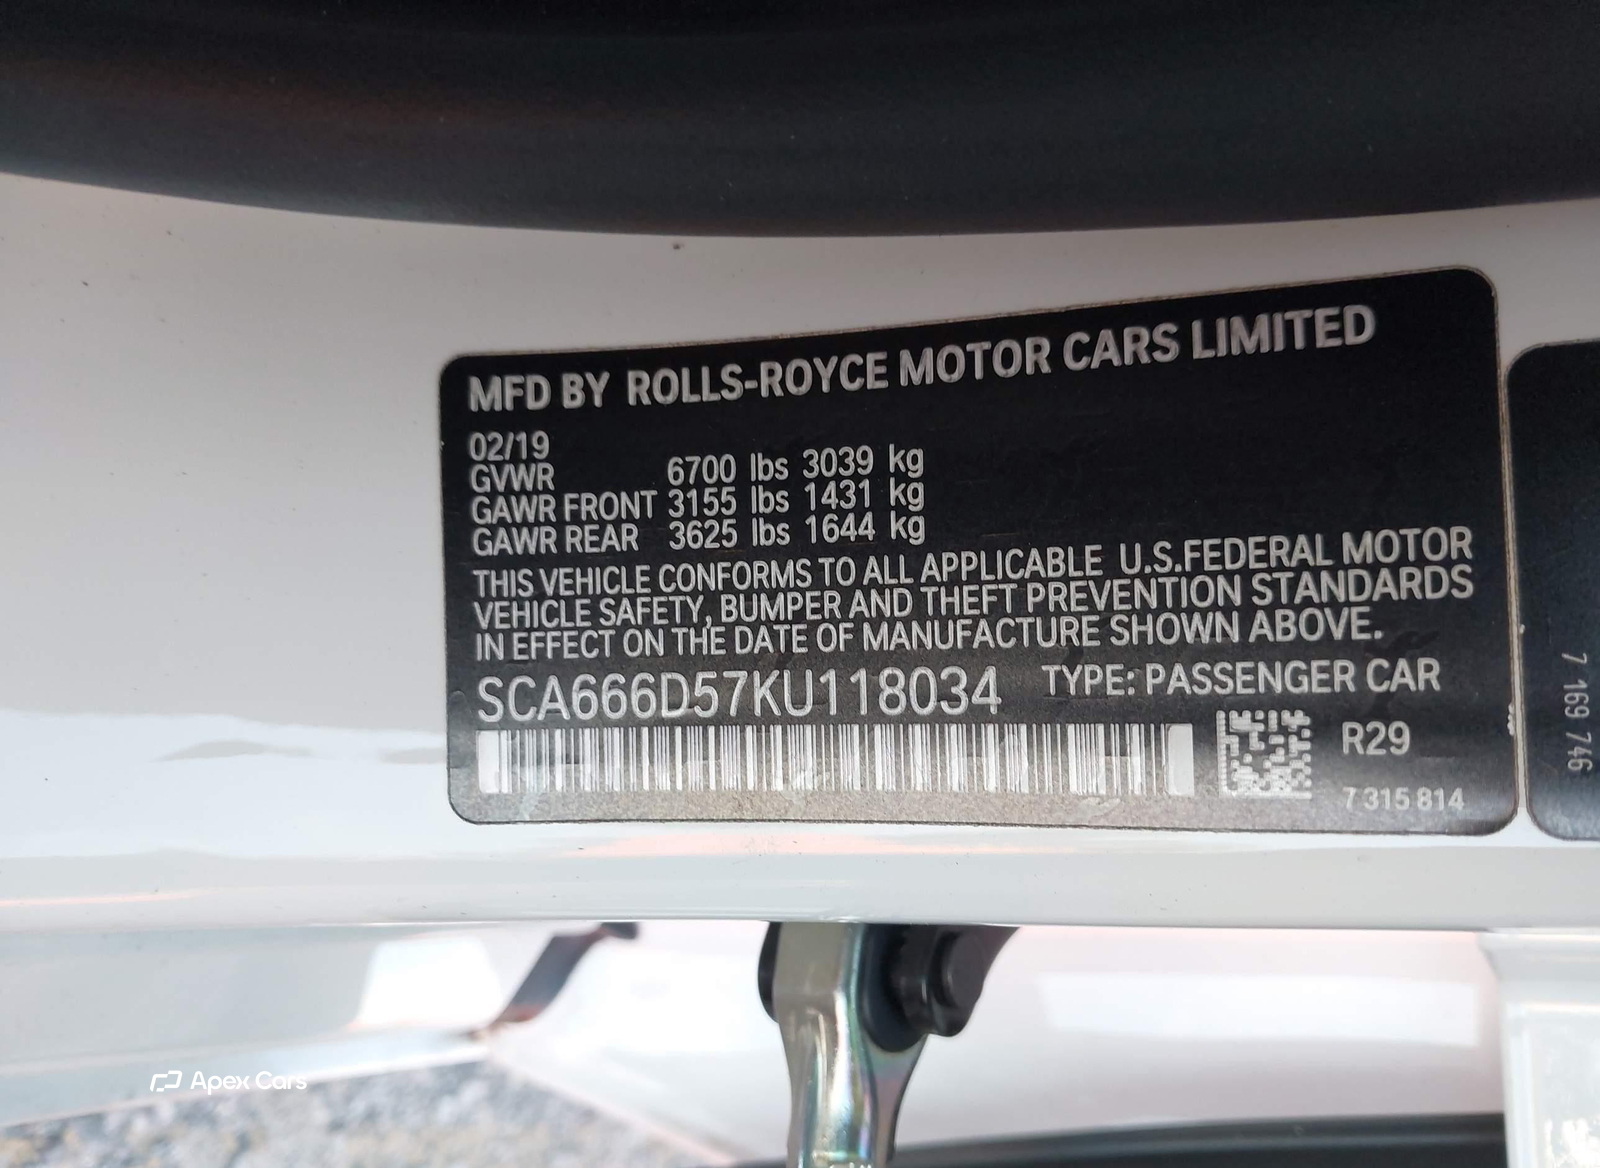 MFD BY ROLLS-ROYCE MOTOR CARS LIMITED
02/19
GVWR 6700 lbs 3039 kg
GAWR FRONT 3155 lbs 1431 kg
GAWR REAR 3625 lbs 1644 kg
THIS VEHICLE CONFORMS TO ALL APPLICABLE U.S.FEDERAL MOTOR
VEHICLE SAFETY, BUMPER AND THEFT PREVENTION STANDARDS
IN EFFECT ON THE DATE OF MANUFACTURE SHOWN ABOVE.
SCA666D57KU118034 TYPE: PASSENGER CAR
R29
7 315 814
7 169 746
Apex Cars